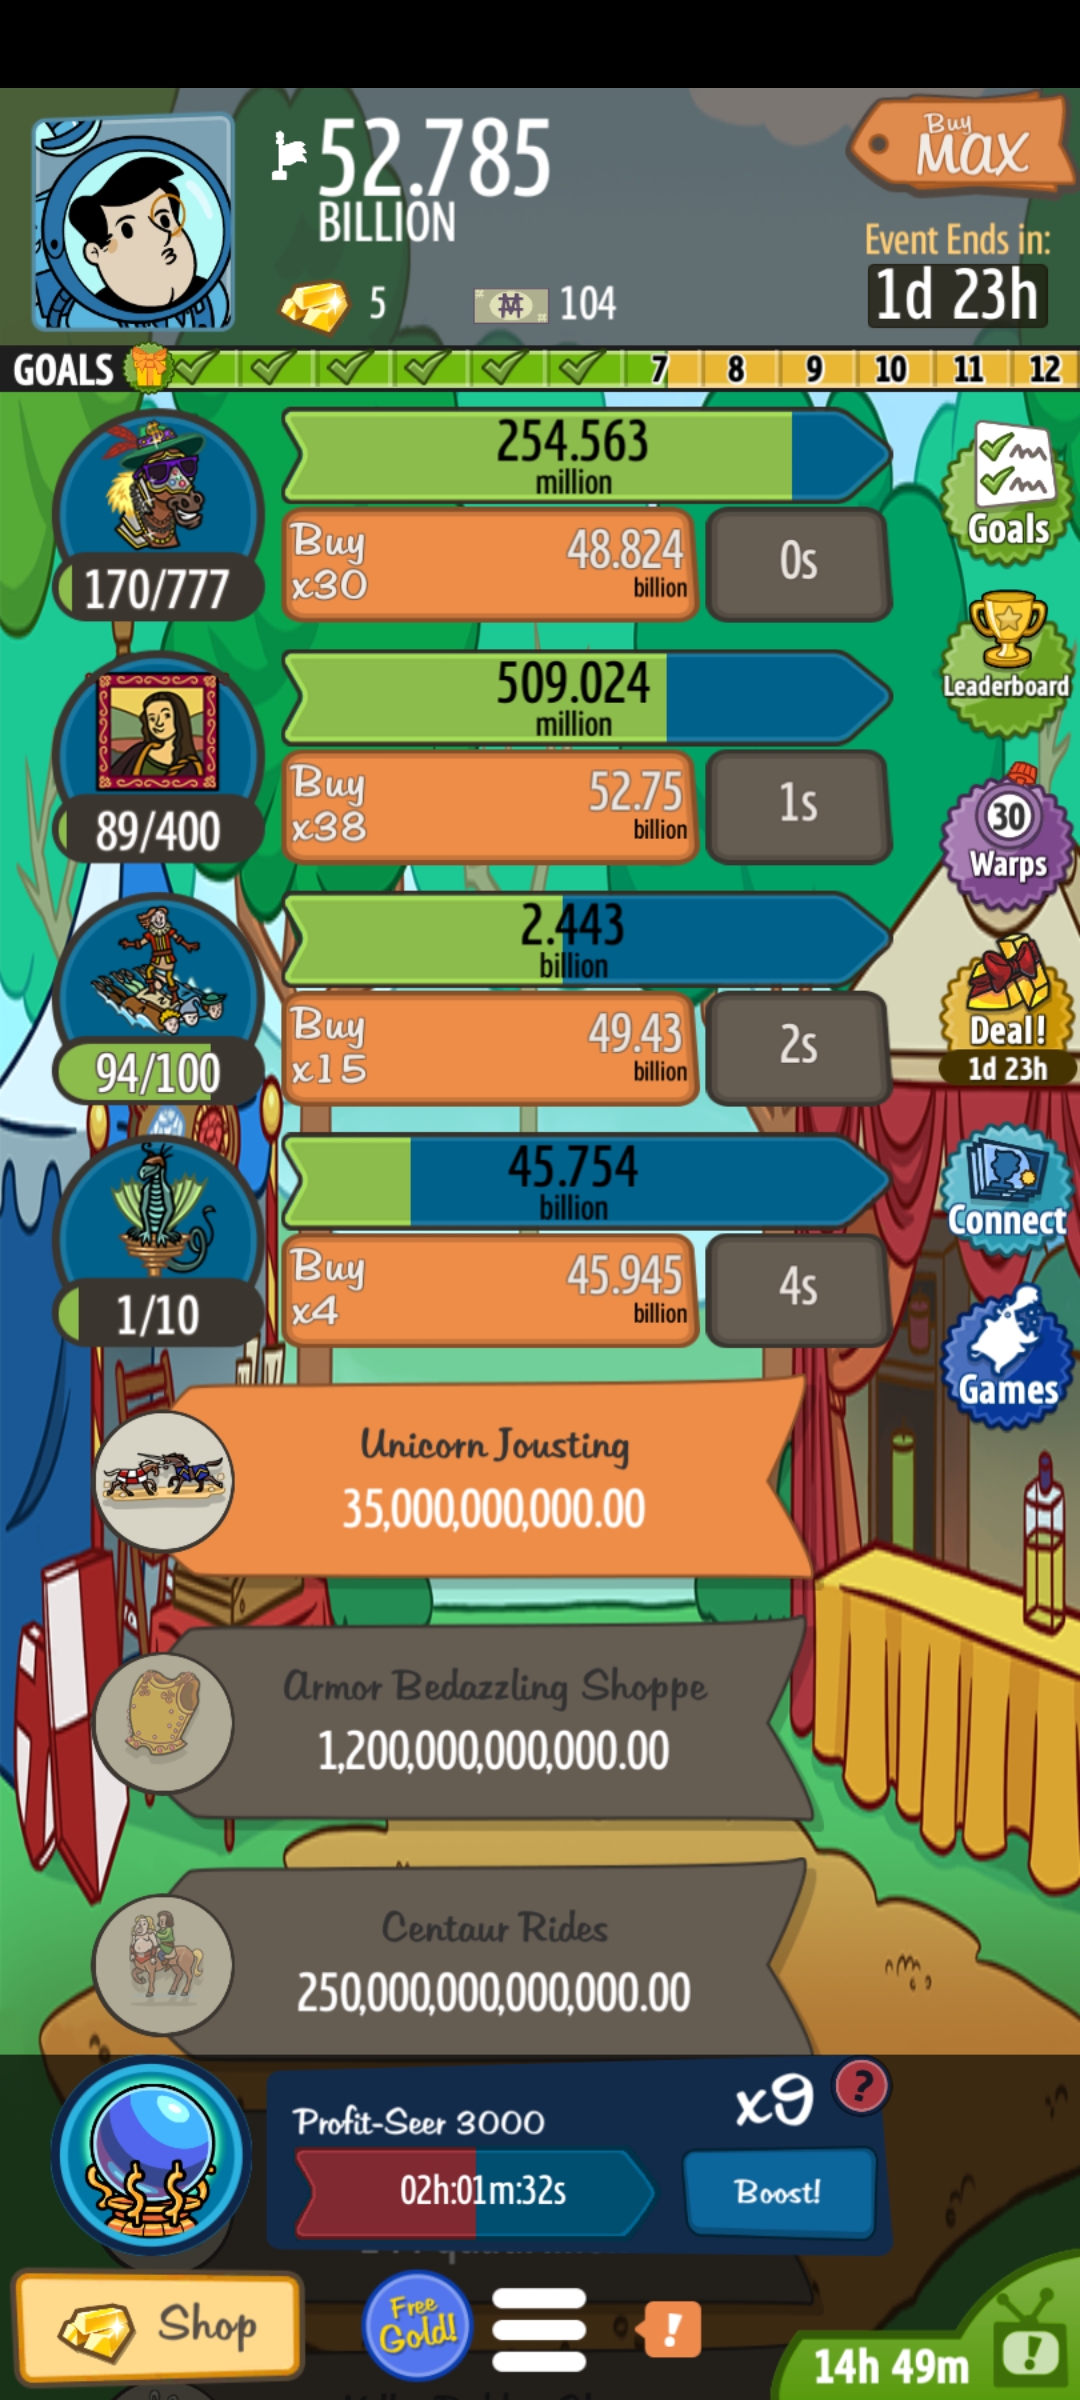 52.785
BILLION
Buy
MAX
Event Ends in:
1d 23h
5
104
GOALS
7
8
9
10
11
12
254.563
million
Buy
x30
48.824
billion
0s
170/777
Goals
Leaderboard
509.024
million
Buy
x38
52.75
billion
1s
89/400
30
Warps
2.443
billion
Buy
x15
49.43
billion
2s
94/100
Deal!
1d 23h
45.754
billion
Buy
x4
45.945
billion
4s
1/10
Connect
Games
Unicorn Jousting
35,000,000,000.00
Armor Bedazzling Shoppe
1,200,000,000,000.00
Centaur Rides
250,000,000,000,000.00
Profit-Seer 3000
x9
?
02h:01m:32s
Boost!
Shop
Free
Gold!
!
14h 49m
!